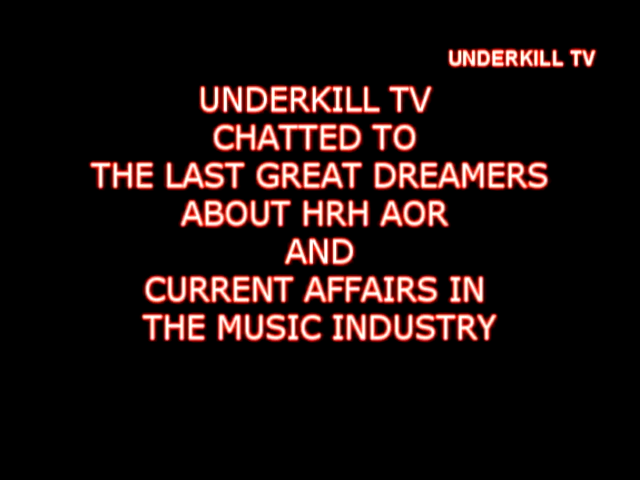 UNDERKILL TV
UNDERKILL TV
CHATTED TO
THE LAST GREAT DREAMERS
ABOUT HRH AOR
AND
CURRENT AFFAIRS IN
THE MUSIC INDUSTRY